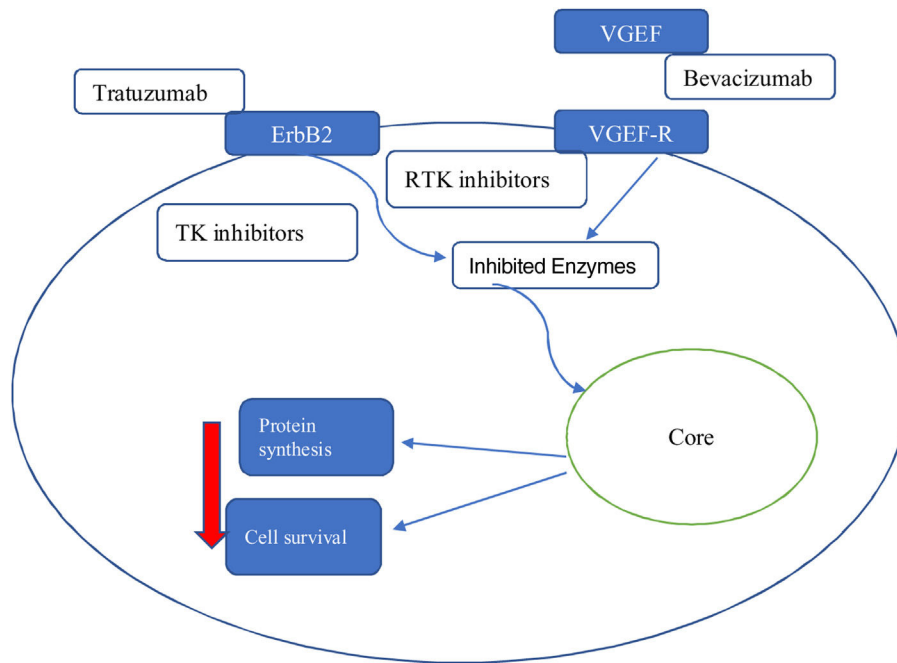 VGEF
Bevacizumab
Tratuzumab
ErbB2
VGEF-R
RTK inhibitors
TK inhibitors
Inhibited Enzymes
Protein
synthesis
Core
Cell survival